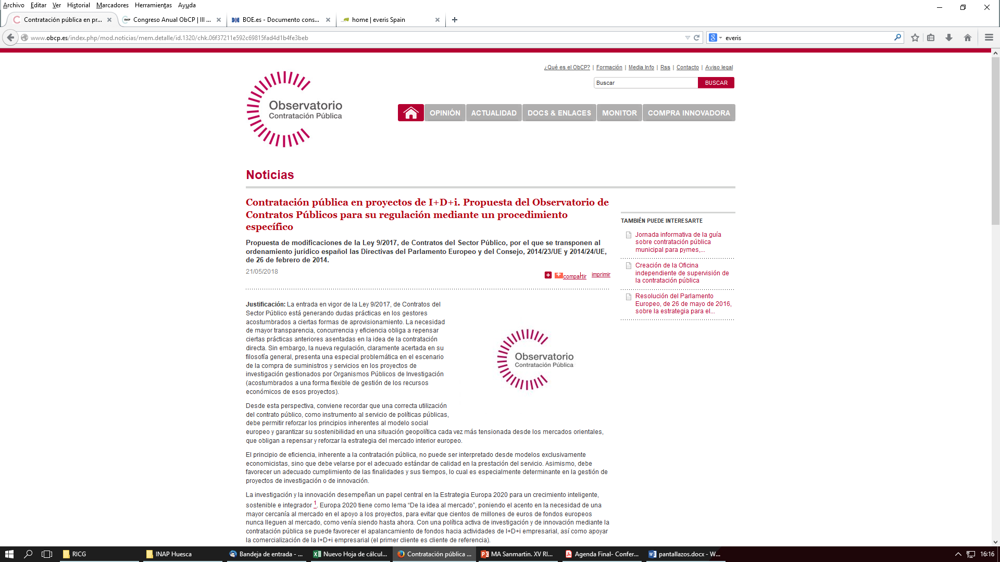 Archivo Editar Ver Historial Marcadores Herramientas Ayuda
Contratación pública en pr... Congreso Anual ObCP | III ... BOE.es - Documento cons... home | everis Spain
www.obcp.es/index.php/mod.noticias/mem.detalle/id.1320/chk.06f37211e592c69815fad4d1b4fe3beb everis
¿Qué es el ObCP? | Formación | Media Info | Rss | Contacto | Aviso legal
Buscar BUSCAR
Observatorio
Contratación Pública
OPINIÓN ACTUALIDAD DOCS & ENLACES MONITOR COMPRA INNOVADORA
Noticias
Contratación pública en proyectos de I+D+i. Propuesta del Observatorio de
Contratos Públicos para su regulación mediante un procedimiento
específico
Propuesta de modificaciones de la Ley 9/2017, de Contratos del Sector Público, por el que se transponen al
ordenamiento jurídico español las Directivas del Parlamento Europeo y del Consejo, 2014/23/UE y 2014/24/UE,
de 26 de febrero de 2014.
21/05/2018
compartir imprimir
Justificación: La entrada en vigor de la Ley 9/2017, de Contratos del
Sector Público está generando dudas prácticas en los gestores
acostumbrados a ciertas formas de aprovisionamiento. La necesidad
de mayor transparencia, concurrencia y eficiencia obliga a repensar
ciertas prácticas anteriores asentadas en la idea de la contratación
directa. Sin embargo, la nueva regulación, claramente acertada en su
filosofía general, presenta una especial problemática en el escenario
de la compra de suministros y servicios en los proyectos de
investigación gestionados por Organismos Públicos de Investigación
(acostumbrados a una forma flexible de gestión de los recursos
económicos de esos proyectos).
Observatorio
Contratación Pública
Desde esta perspectiva, conviene recordar que una correcta utilización
del contrato público, como instrumento al servicio de políticas públicas,
debe permitir reforzar los principios inherentes al modelo social
europeo y garantizar su sostenibilidad en una situación geopolítica cada vez más tensionada desde los mercados orientales,
que obligan a repensar y reforzar la estrategia del mercado interior europeo.
El principio de eficiencia, inherente a la contratación pública, no puede ser interpretado desde modelos exclusivamente
economicistas, sino que debe velarse por el adecuado estándar de calidad en la prestación del servicio. Asimismo, debe
favorecer un adecuado cumplimiento de las finalidades y sus tiempos, lo cual es especialmente determinante en la gestión de
proyectos de investigación o de innovación.
La investigación y la innovación desempeñan un papel central en la Estrategia Europa 2020 para un crecimiento inteligente,
sostenible e integrador 1. Europa 2020 tiene como lema “De la idea al mercado”, poniendo el acento en la necesidad de una
mayor cercanía al mercado en el apoyo a los proyectos, para evitar que cientos de millones de euros de fondos europeos
nunca lleguen al mercado, como venía siendo hasta ahora. Con una política activa de investigación y de innovación mediante la
contratación pública se puede favorecer el apalancamiento de fondos hacia actividades de I+D+i empresarial, así como apoyar
la comercialización de la I+D+i empresarial (el primer cliente es cliente de referencia).
TAMBIÉN PUEDE INTERESARTE
Jornada informativa de la guía
sobre contratación pública
municipal para pymes,...
Creación de la Oficina
independiente de supervisión de
la contratación pública
Resolución del Parlamento
Europeo, de 26 de mayo de 2016,
sobre la estrategia para el...
RICG INAP Huesca Bandeja de entrada - ... Nuevo Hoja de cálcul... Contratación pública ... MA Sanmartin. XV RI... Agenda Final- Confer... pantallazos.docx - W... 16:16